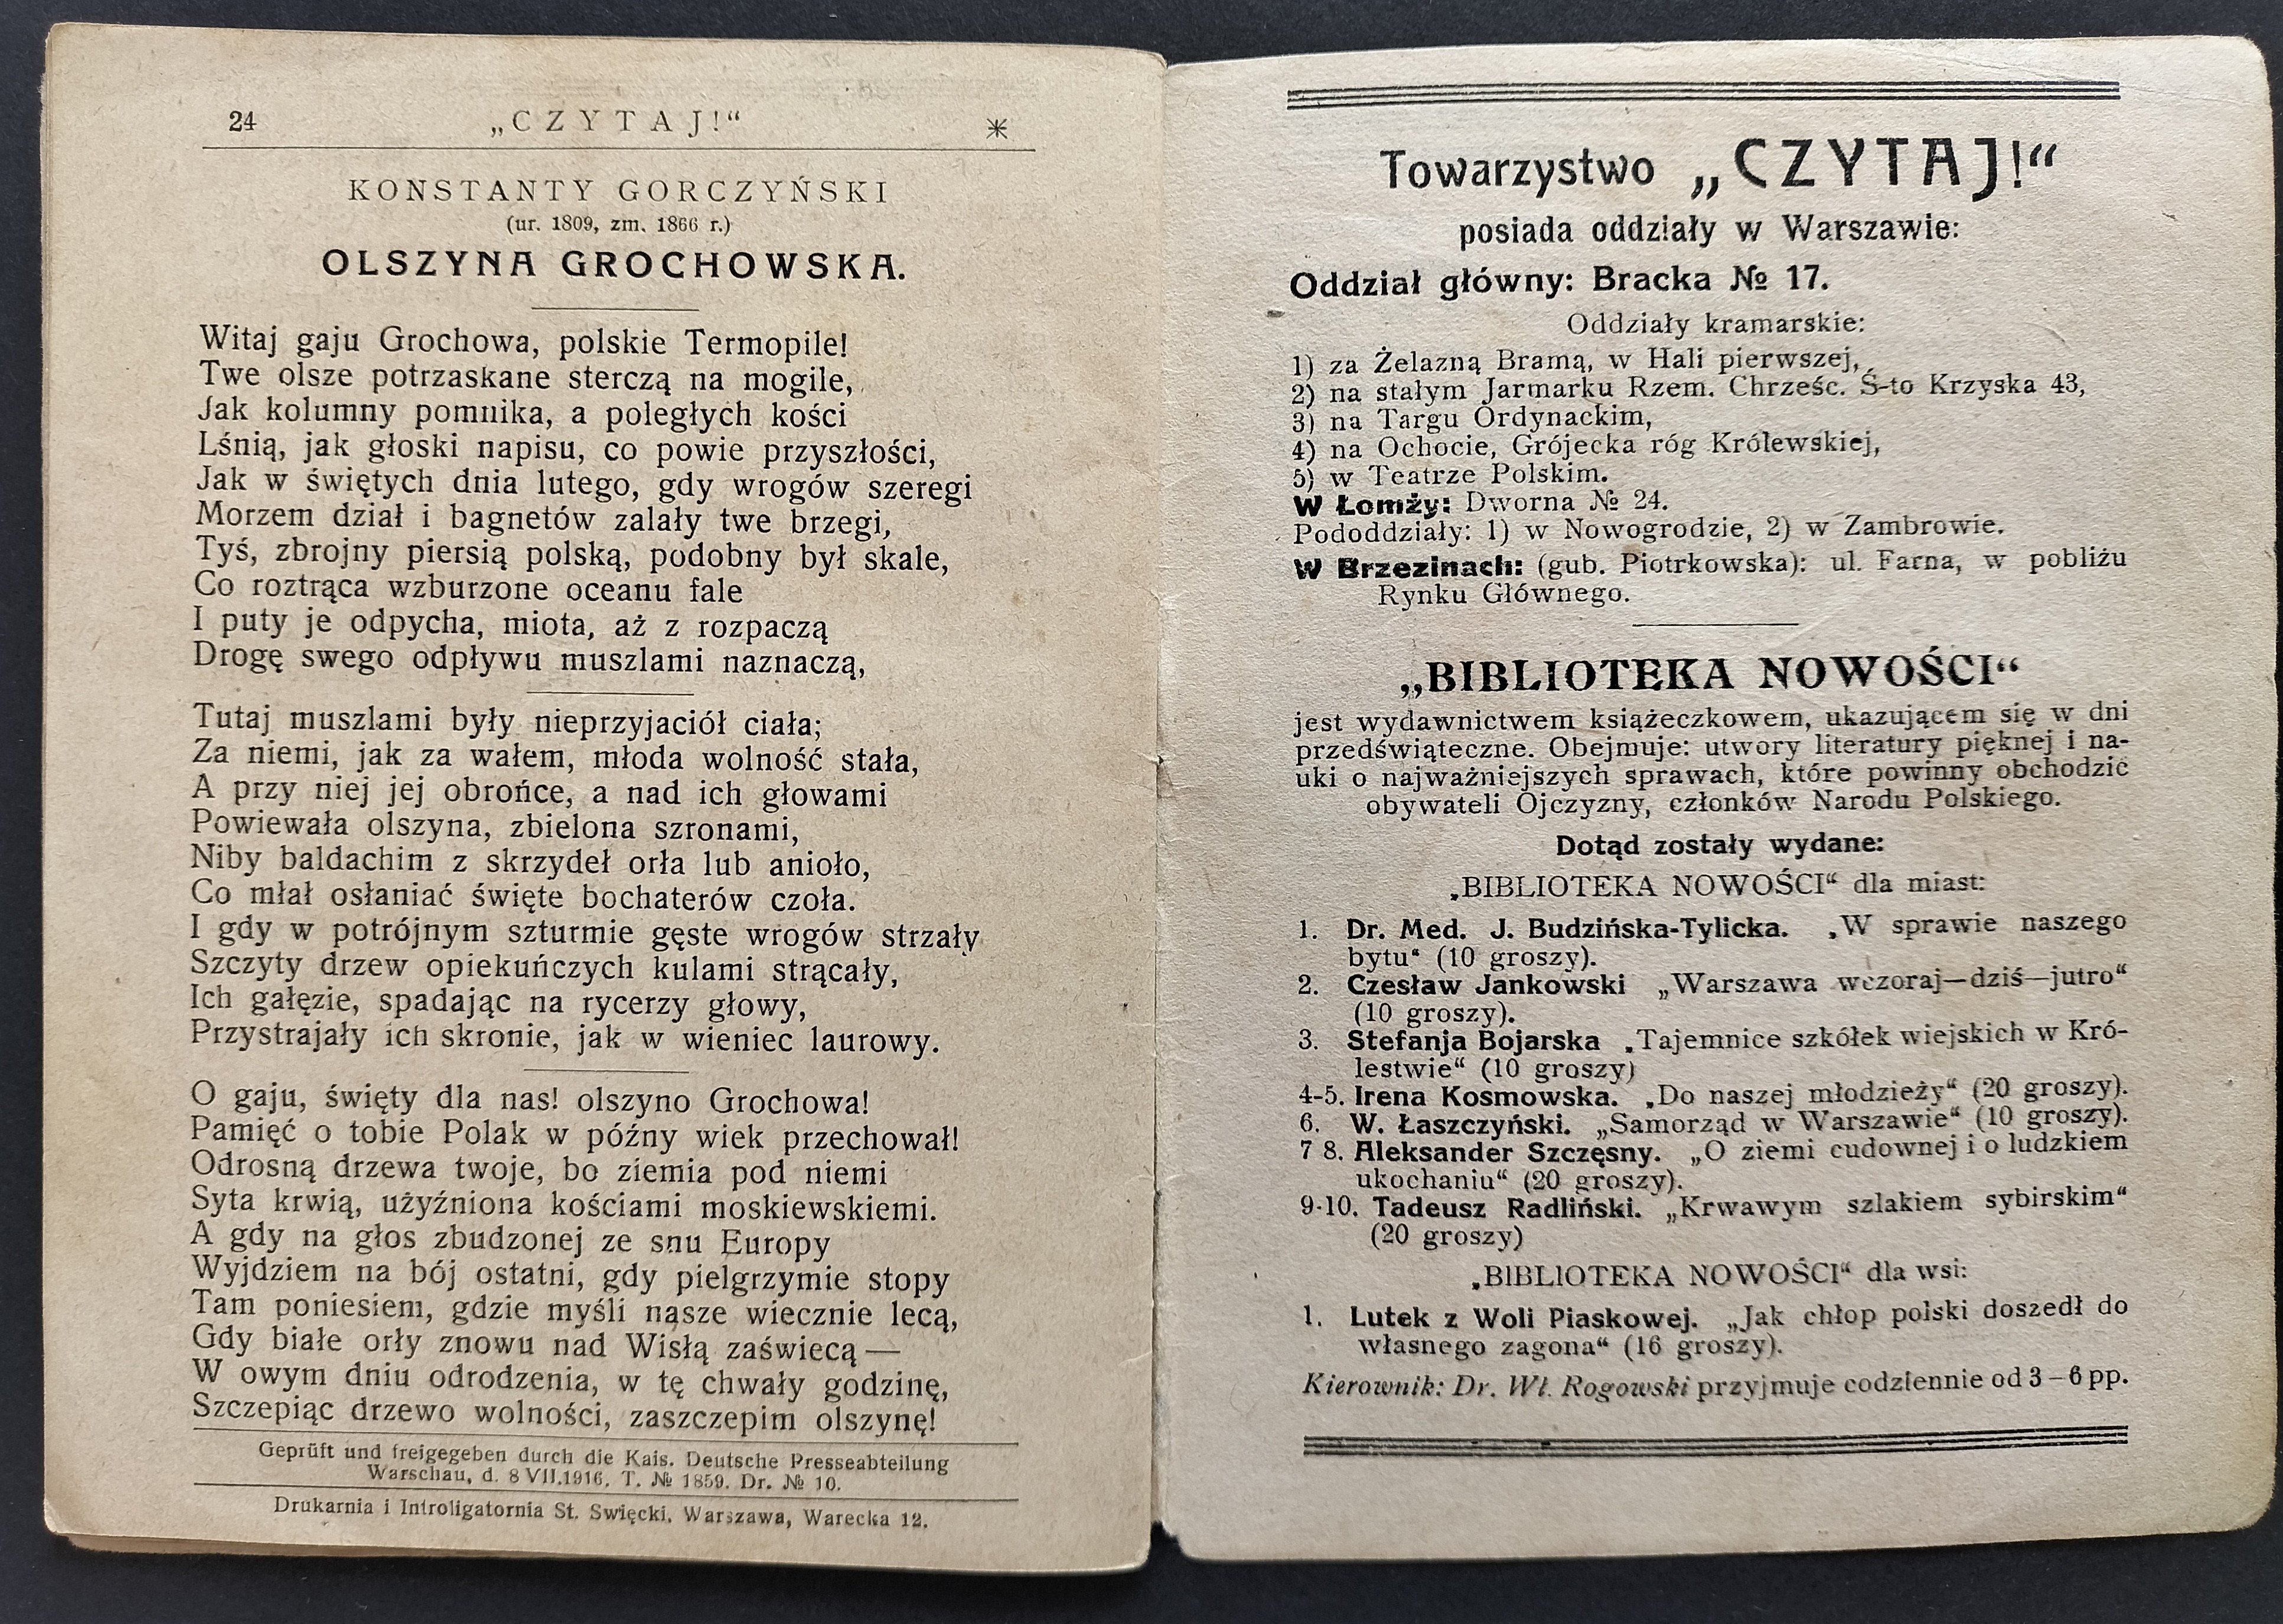 24 „CZYTAJ!“ *
KONSTANTY GORCZYŃSKI
(ur. 1809, zm. 1866 r.)
OLSZYNA GROCHOWSKA.
Witaj gaju Grochowa, polskie Termopile!
Twe olsze potrzaskane sterczą na mogile,
Jak kolumny pomnika, a poległych kości
Lśnią, jak głoski napisu, co powie przyszłości,
Jak w świętych dnia lutego, gdy wrogów szeregi
Morzem dział i bagnetów zalały twe brzegi,
Tyś, zbrojny piersią polską, podobny był skale,
Co roztrąca wzburzone oceanu fale
I puty je odpycha, miota, aż z rozpaczą
Drogę swego odpływu muszlami naznaczą,
Tutaj muszlami były nieprzyjaciół ciała;
Za niemi, jak za wałem, młoda wolność stała,
A przy niej jej obrońce, a nad ich głowami
Powiewała olszyna, zbielona szronami,
Niby baldachim z skrzydeł orła lub anioło,
Co młał osłaniać święte bochaterów czoła.
I gdy w potrójnym szturmie gęste wrogów strzały
Szczyty drzew opiekuńczych kulami strącały,
Ich gałęzie, spadając na rycerzy głowy,
Przystrajały ich skronie, jak w wieniec laurowy.
O gaju, święty dla nas! olszyno Grochowa!
Pamięć o tobie Polak w późny wiek przechował!
Odrosną drzewa twoje, bo ziemia pod niemi
Syta krwią, użyźniona kościami moskiewskiemi.
A gdy na głos zbudzonej ze snu Europy
Wyjdziem na bój ostatni, gdy pielgrzymie stopy
Tam poniesiem, gdzie myśli nasze wiecznie lecą,
Gdy białe orły znowu nad Wisłą zaświecą —
W owym dniu odrodzenia, w tę chwały godzinę,
Szczepiąc drzewo wolności, zaszczepim olszynę!
Geprüft und freigegeben durch die Kais. Deutsche Presseabteilung
Warschau, d. 8 VII.1916. T. № 1859. Dr. № 10.
Drukarnia i Introligatornia St. Swięcki, Warszawa, Warecka 12.
Towarzystwo „CZYTAJ!“
posiada oddziały w Warszawie:
Oddział główny: Bracka № 17.
Oddziały kramarskie:
1) za Żelazną Bramą, w Hali pierwszej,
2) na stałym Jarmarku Rzem. Chrześc. Ś-to Krzyska 43,
3) na Targu Ordynackim,
4) na Ochocie, Grójecka róg Królewskiej,
5) w Teatrze Polskim.
W Łomży: Dworna № 24.
Pododdziały: 1) w Nowogrodzie, 2) w Zambrowie.
W Brzezinach: (gub. Piotrkowska): ul. Farna, w pobliżu
Rynku Głównego.
„BIBLIOTEKA NOWOŚCI“
jest wydawnictwem książeczkowem, ukazującem się w dni
przedświąteczne. Obejmuje: utwory literatury pięknej i na-
uki o najważniejszych sprawach, które powinny obchodzić
obywateli Ojczyzny, członków Narodu Polskiego.
Dotąd zostały wydane:
„BIBLIOTEKA NOWOŚCI“ dla miast:
1. Dr. Med. J. Budzińska-Tylicka. „W sprawie naszego
bytu“ (10 groszy).
2. Czesław Jankowski „Warszawa wczoraj—dziś—jutro“
(10 groszy).
3. Stefanja Bojarska „Tajemnice szkółek wiejskich w Kró-
lestwie“ (10 groszy)
4-5. Irena Kosmowska. „Do naszej młodzieży“ (20 groszy).
6. W. Łaszczyński. „Samorząd w Warszawie“ (10 groszy).
7 8. Aleksander Szczęsny. „O ziemi cudownej i o ludzkiem
ukochaniu“ (20 groszy).
9-10. Tadeusz Radliński. „Krwawym szlakiem sybirskim“
(20 groszy)
„BIBLIOTEKA NOWOŚCI“ dla wsi:
1. Lutek z Woli Piaskowej. „Jak chłop polski doszedł do
własnego zagona“ (16 groszy).
Kierownik: Dr. Wł. Rogowski przyjmuje codziennie od 3 – 6 pp.